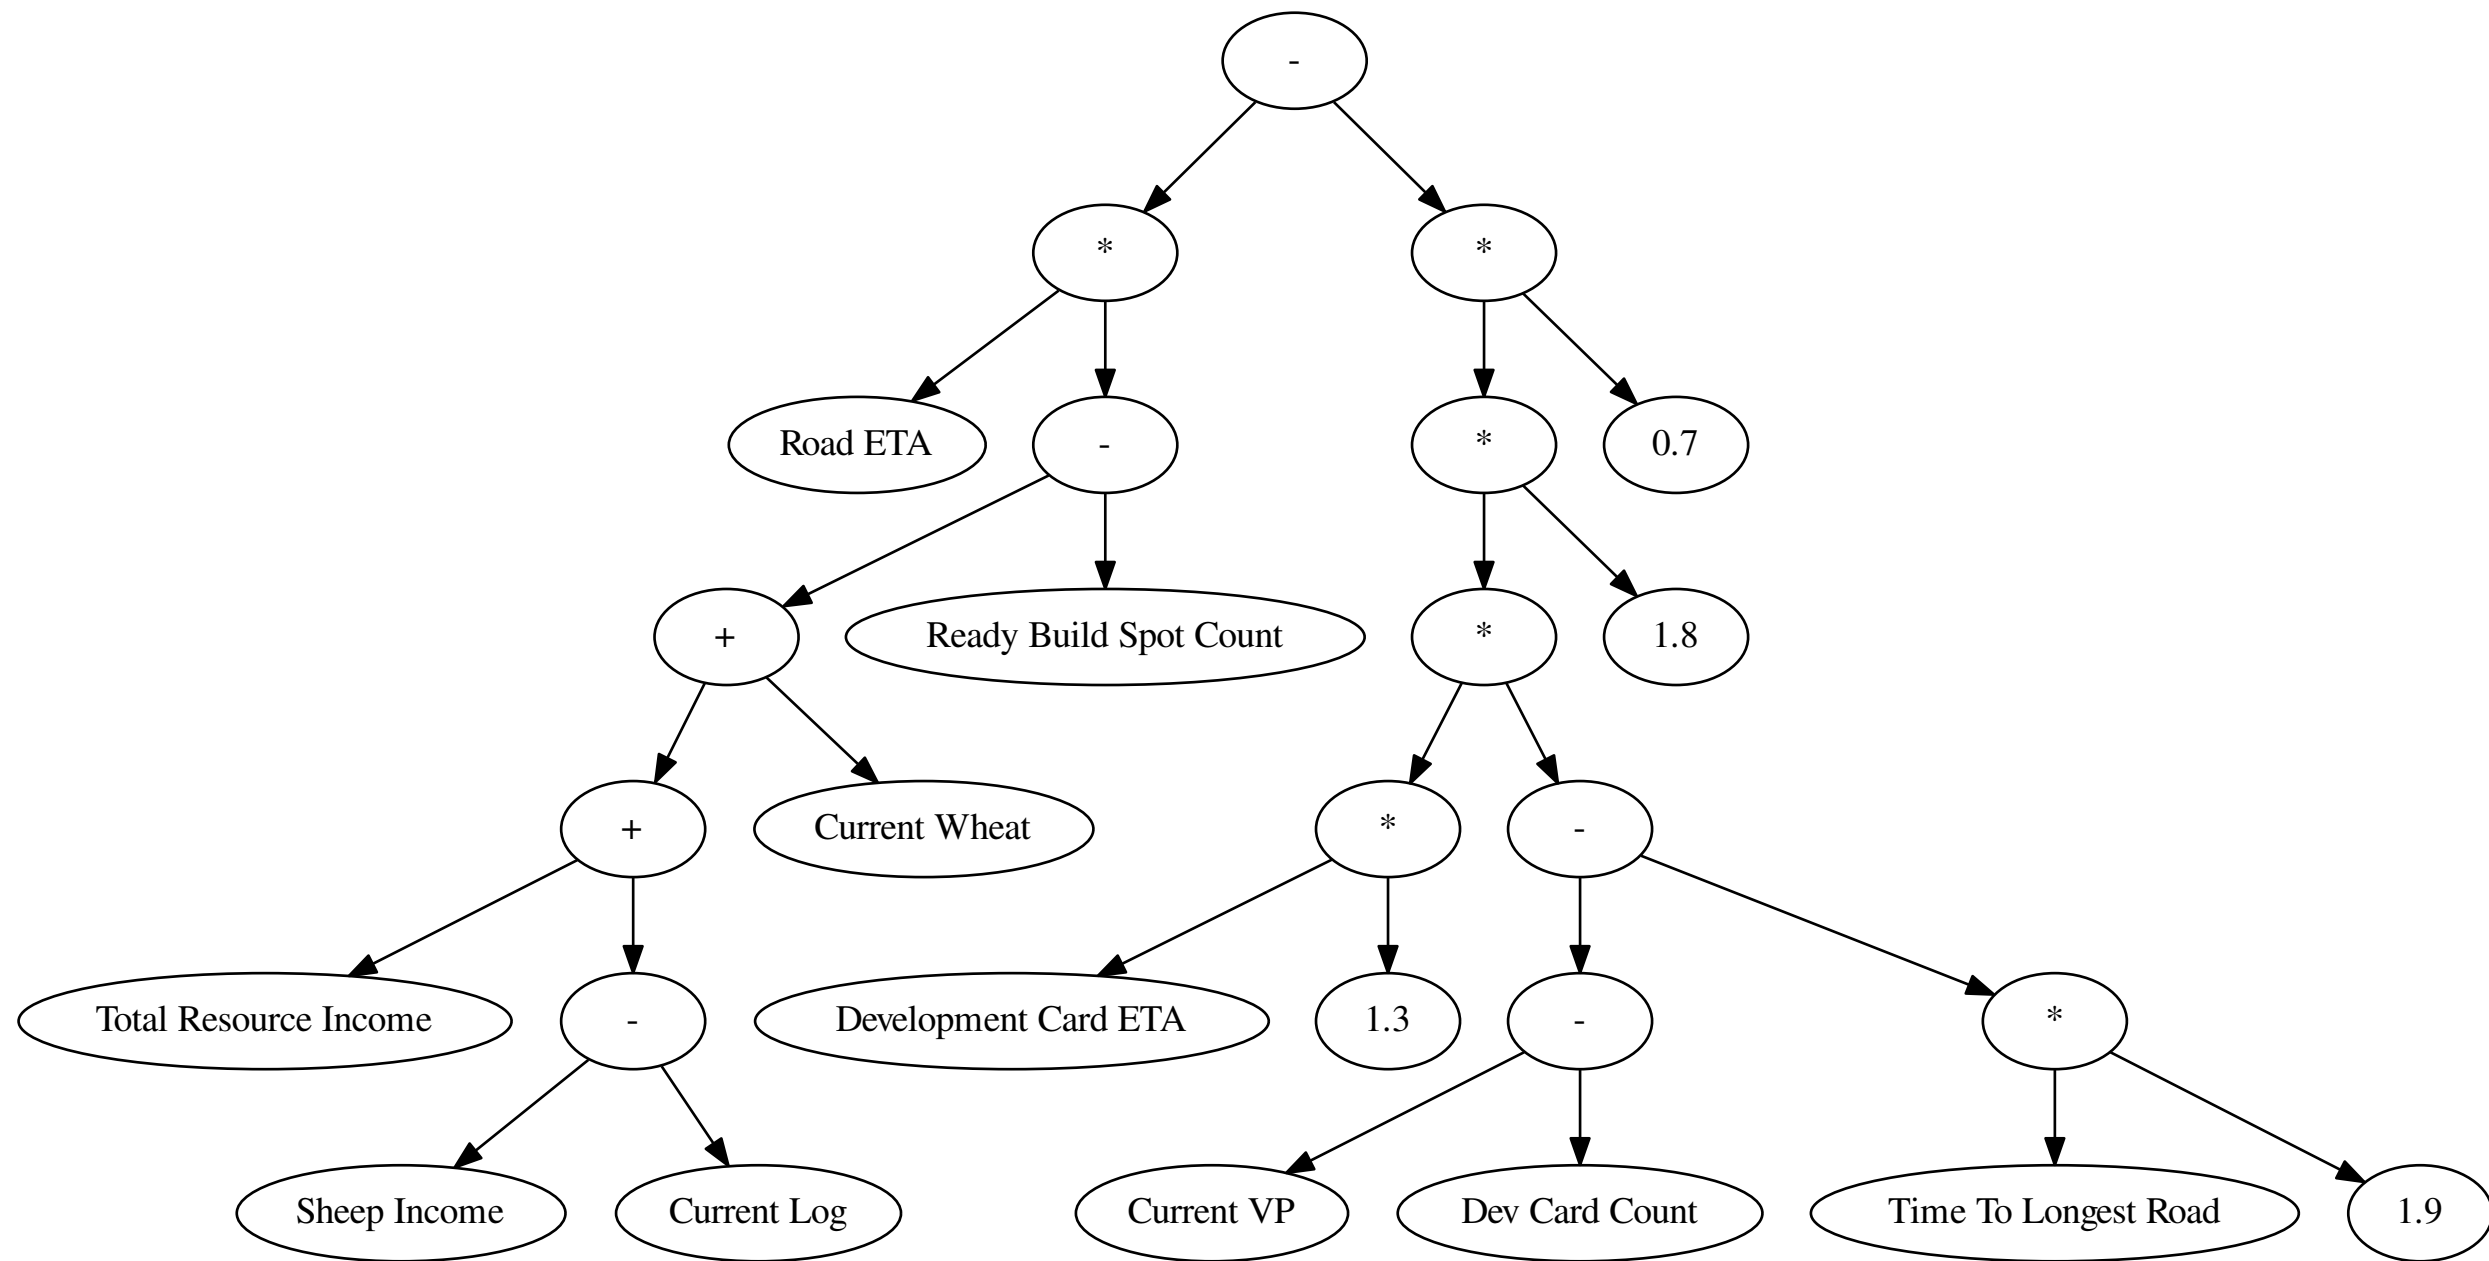 -
*
*
Road ETA
-
*
0.7
+
Ready Build Spot Count
*
1.8
+
Current Wheat
*
-
Total Resource Income
-
Development Card ETA
1.3
-
*
Sheep Income
Current Log
Current VP
Dev Card Count
Time To Longest Road
1.9